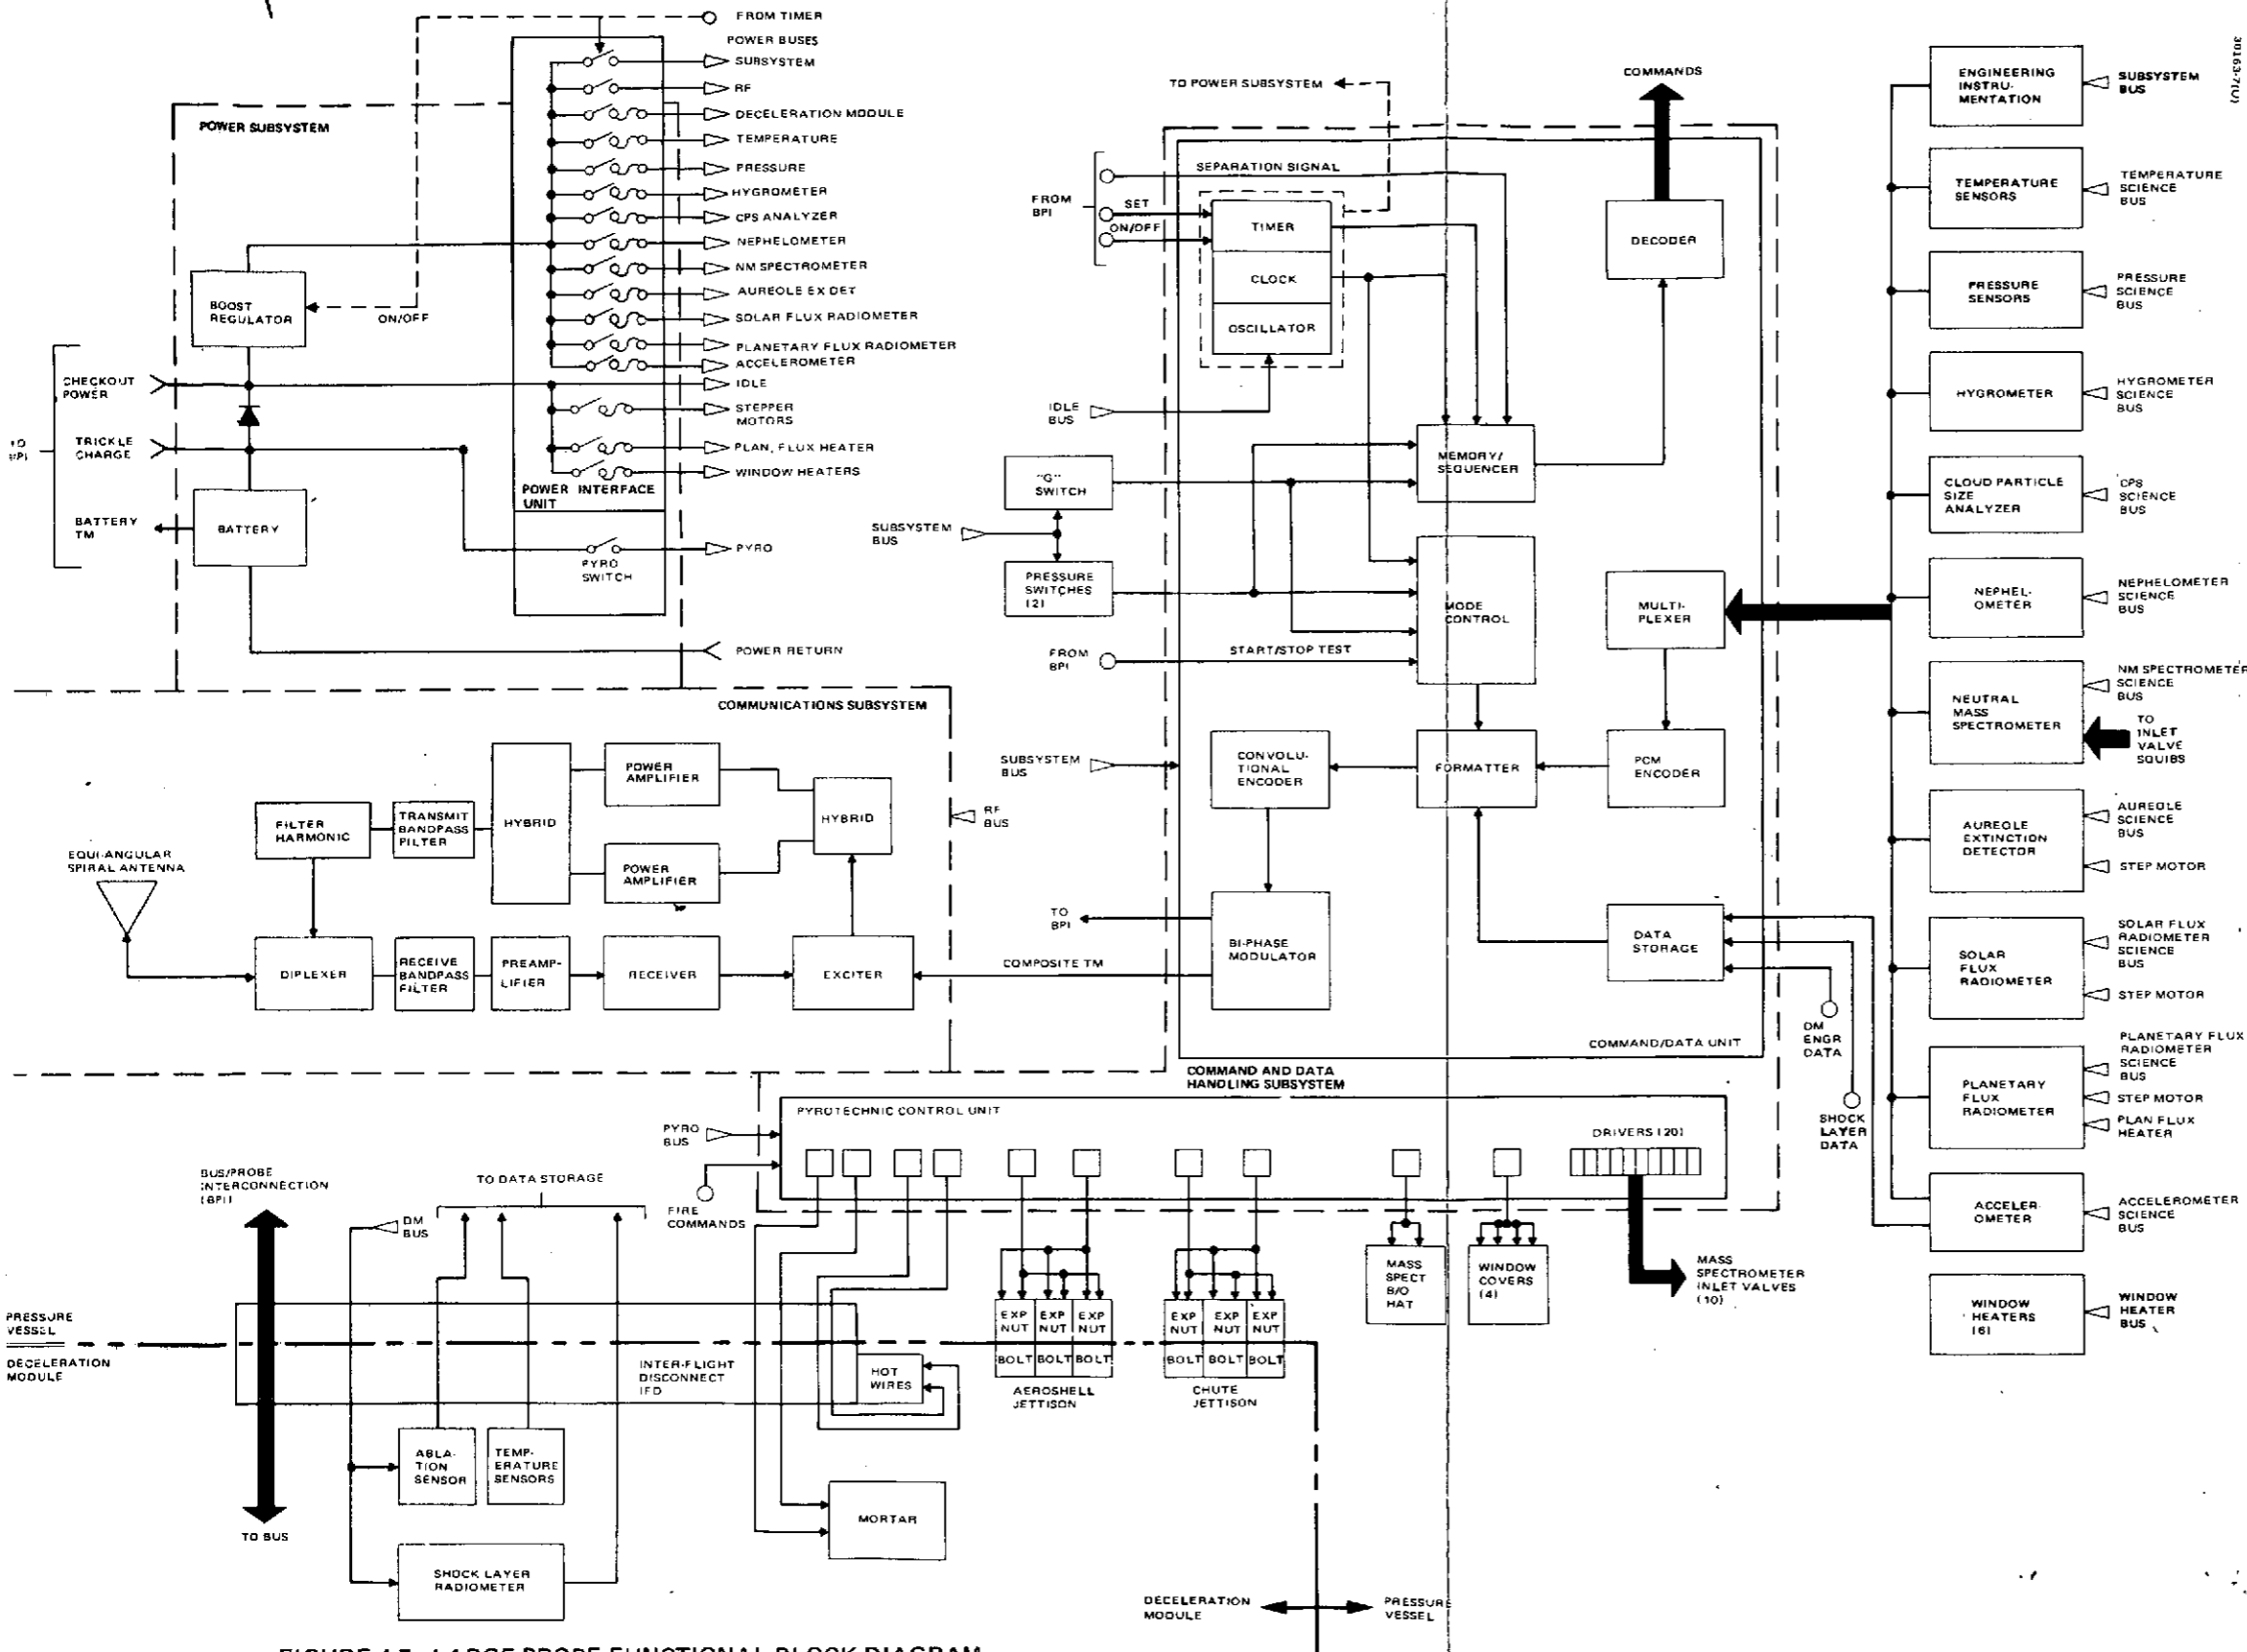 FROM TIMER
POWER BUSES
SUBSYSTEM
RF
DECELERATION MODULE
TEMPERATURE
PRESSURE
HYGROMETER
CPS ANALYZER
NEPHELOMETER
NM SPECTROMETER
AUREOLE EX DET
SOLAR FLUX RADIOMETER
PLANETARY FLUX RADIOMETER
ACCELEROMETER
IDLE
STEPPER
MOTORS
PLAN, FLUX HEATER
WINDOW HEATERS
POWER INTERFACE
UNIT
PYRO
PYRO
SWITCH
POWER RETURN
POWER SUBSYSTEM
BOOST
REGULATOR
ON/OFF
CHECKOUT
POWER
TO
BPI
TRICKLE
CHARGE
BATTERY
TM
BATTERY
COMMUNICATIONS SUBSYSTEM
FILTER
HARMONIC
TRANSMIT
BANDPASS
FILTER
HYBRID
POWER
AMPLIFIER
POWER
AMPLIFIER
HYBRID
RF
BUS
EQUI-ANGULAR
SPIRAL ANTENNA
DIPLEXER
RECEIVE
BANDPASS
FILTER
PREAMP-
LIFIER
RECEIVER
EXCITER
COMPOSITE TM
TO POWER SUBSYSTEM
COMMANDS
FROM
BPI
SEPARATION SIGNAL
SET
ON/OFF
TIMER
CLOCK
OSCILLATOR
DECODER
IDLE
BUS
"G"
SWITCH
MEMORY/
SEQUENCER
SUBSYSTEM
BUS
PRESSURE
SWITCHES
(2)
MODE
CONTROL
MULTI-
PLEXER
FROM
BPI
START/STOP TEST
SUBSYSTEM
BUS
CONVOLU-
TIONAL
ENCODER
FORMATTER
PCM
ENCODER
TO
BPI
BI-PHASE
MODULATOR
DATA
STORAGE
COMMAND/DATA UNIT
COMMAND AND DATA
HANDLING SUBSYSTEM
DM
ENGR
DATA
SHOCK
LAYER
DATA
30163-7(U)
ENGINEERING
INSTRU-
MENTATION
SUBSYSTEM
BUS
TEMPERATURE
SENSORS
TEMPERATURE
SCIENCE
BUS
PRESSURE
SENSORS
PRESSURE
SCIENCE
BUS
HYGROMETER
HYGROMETER
SCIENCE
BUS
CLOUD PARTICLE
SIZE
ANALYZER
CPS
SCIENCE
BUS
NEPHEL-
OMETER
NEPHELOMETER
SCIENCE
BUS
NEUTRAL
MASS
SPECTROMETER
NM SPECTROMETER
SCIENCE
BUS
TO
INLET
VALVE
SQUIBS
AUREOLE
EXTINCTION
DETECTOR
AUREOLE
SCIENCE
BUS
STEP MOTOR
SOLAR
FLUX
RADIOMETER
SOLAR FLUX
RADIOMETER
SCIENCE
BUS
STEP MOTOR
PLANETARY
FLUX
RADIOMETER
PLANETARY FLUX
RADIOMETER
SCIENCE
BUS
STEP MOTOR
PLAN FLUX
HEATER
ACCELER-
OMETER
ACCELEROMETER
SCIENCE
BUS
WINDOW
HEATERS
(6)
WINDOW
HEATER
BUS
PYRO
BUS
PYROTECHNIC CONTROL UNIT
DRIVERS (20)
FIRE
COMMANDS
BUS/PROBE
INTERCONNECTION
(BPI)
TO DATA STORAGE
DM
BUS
PRESSURE
VESSEL
DECELERATION
MODULE
INTER-FLIGHT
DISCONNECT
IFD
HOT
WIRES
EXP
NUT
EXP
NUT
EXP
NUT
BOLT
BOLT
BOLT
AEROSHELL
JETTISON
EXP
NUT
EXP
NUT
EXP
NUT
BOLT
BOLT
BOLT
CHUTE
JETTISON
MASS
SPECT
B/O
HAT
WINDOW
COVERS
(4)
MASS
SPECTROMETER
INLET VALVES
(10)
ABLA-
TION
SENSOR
TEMP-
ERATURE
SENSORS
MORTAR
SHOCK LAYER
RADIOMETER
TO BUS
DECELERATION
MODULE
PRESSURE
VESSEL
LARGE PROBE FUNCTIONAL BLOCK DIAGRAM